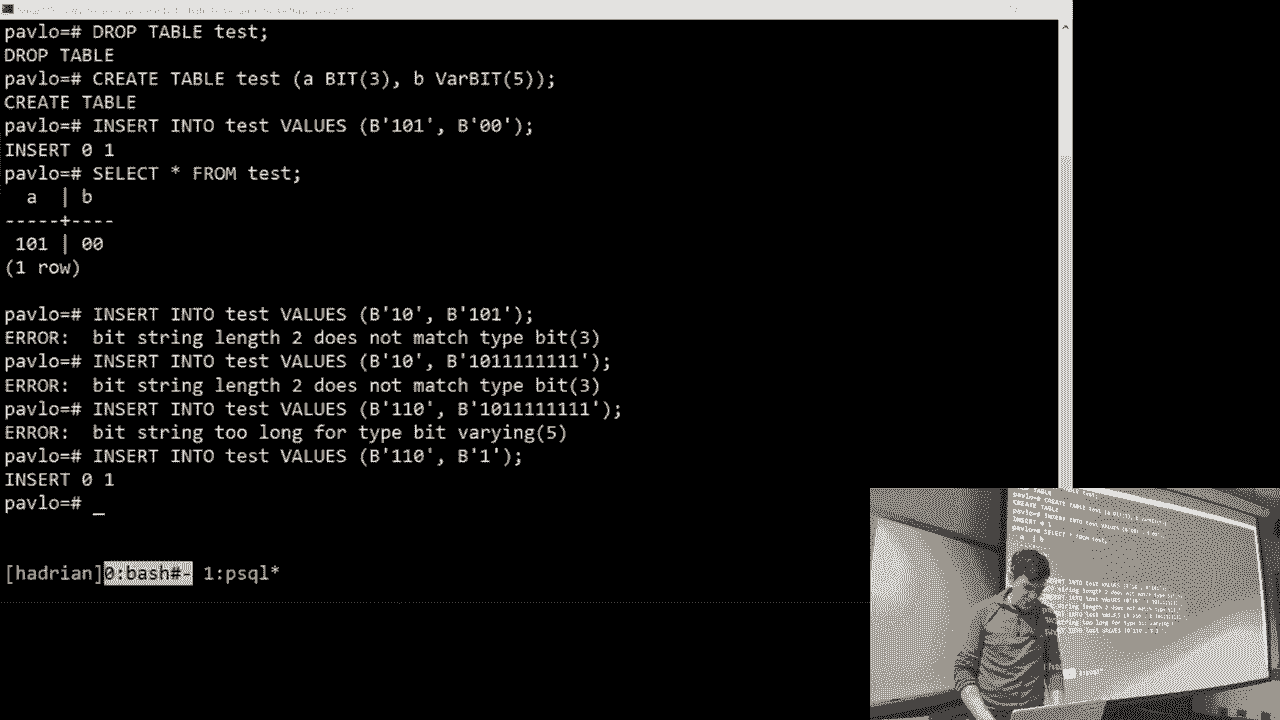 pavlo=# DROP TABLE test;
DROP TABLE
pavlo=# CREATE TABLE test (a BIT(3), b VarBIT(5));
CREATE TABLE
pavlo=# INSERT INTO test VALUES (B'101', B'00');
INSERT 0 1
pavlo=# SELECT * FROM test;
  a  | b
-----+----
 101 | 00
(1 row)

pavlo=# INSERT INTO test VALUES (B'10', B'101');
ERROR:  bit string length 2 does not match type bit(3)
pavlo=# INSERT INTO test VALUES (B'10', B'1011111111');
ERROR:  bit string length 2 does not match type bit(3)
pavlo=# INSERT INTO test VALUES (B'110', B'1011111111');
ERROR:  bit string too long for type bit varying(5)
pavlo=# INSERT INTO test VALUES (B'110', B'1');
INSERT 0 1
pavlo=# _
[hadrian]0:bash#- 1:psql*